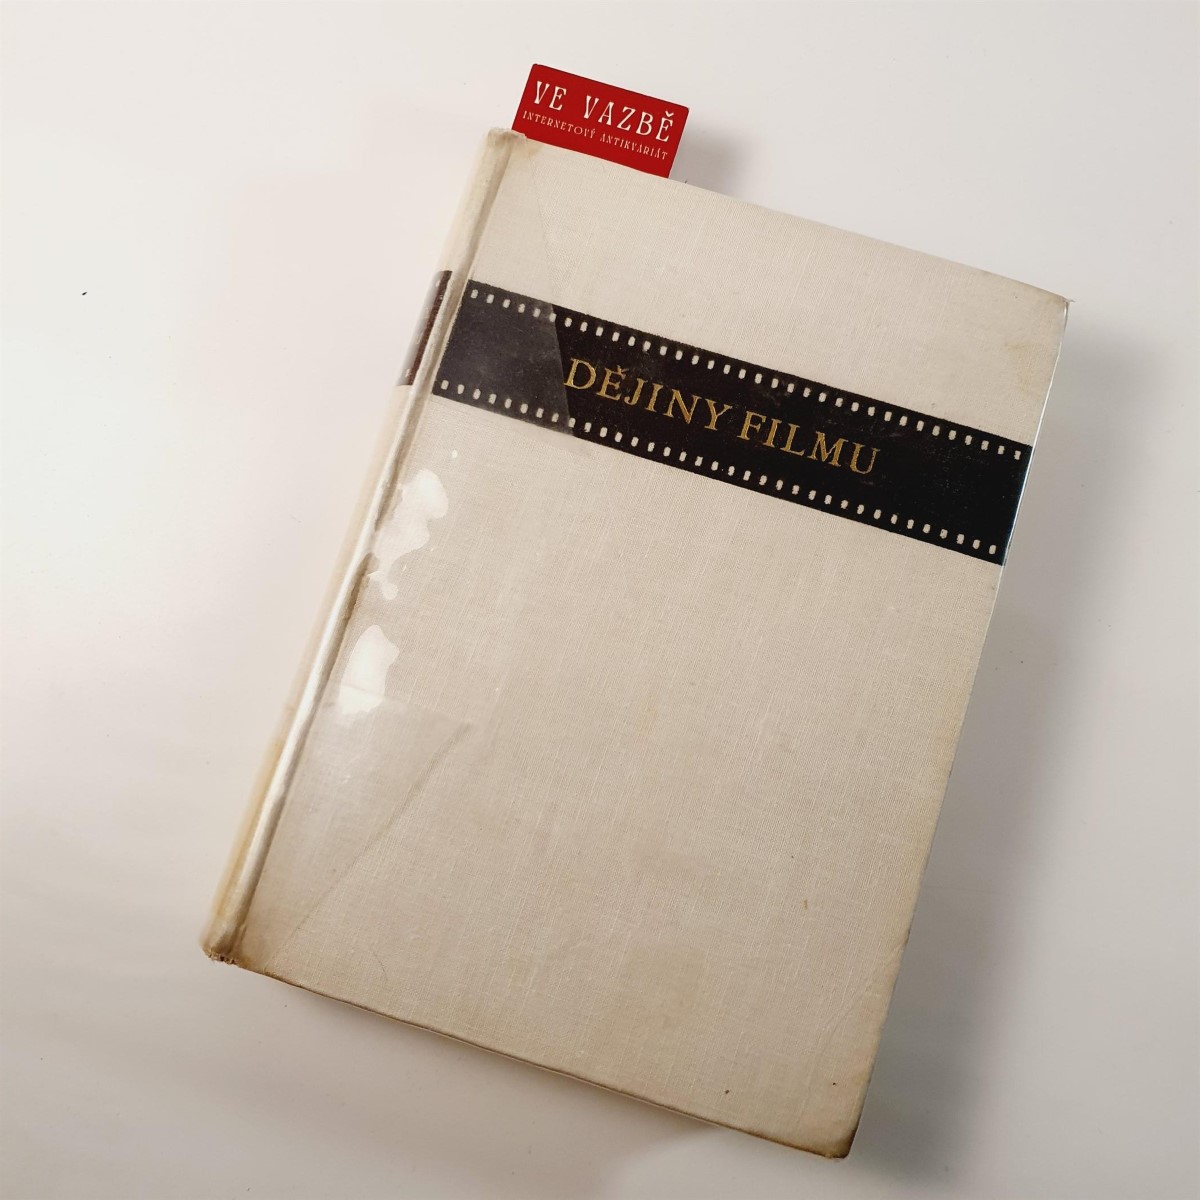 VE VAZBĚ
INTERNETOVÝ ANTIKVARIÁT
DĚJINY FILMU